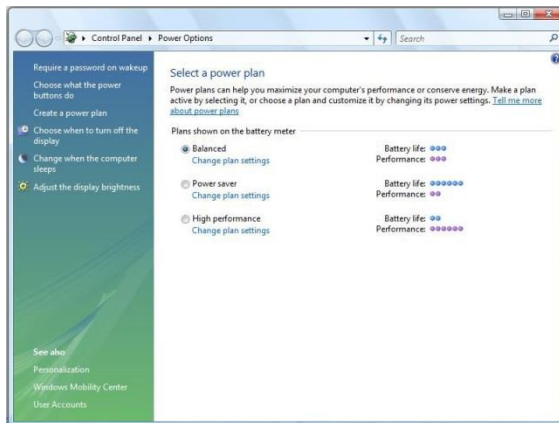 Control Panel ▸ Power Options
Search
Require a password on wakeup
Choose what the power
buttons do
Create a power plan
Choose when to turn off the
display
Change when the computer
sleeps
Adjust the display brightness
See also
Personalization
Windows Mobility Center
User Accounts
Select a power plan
Power plans can help you maximize your computer's performance or conserve energy. Make a plan
active by selecting it, or choose a plan and customize it by changing its power settings. Tell me more
about power plans
Plans shown on the battery meter
Balanced Battery life:
Change plan settings Performance:
Power saver Battery life:
Change plan settings Performance:
High performance Battery life:
Change plan settings Performance: